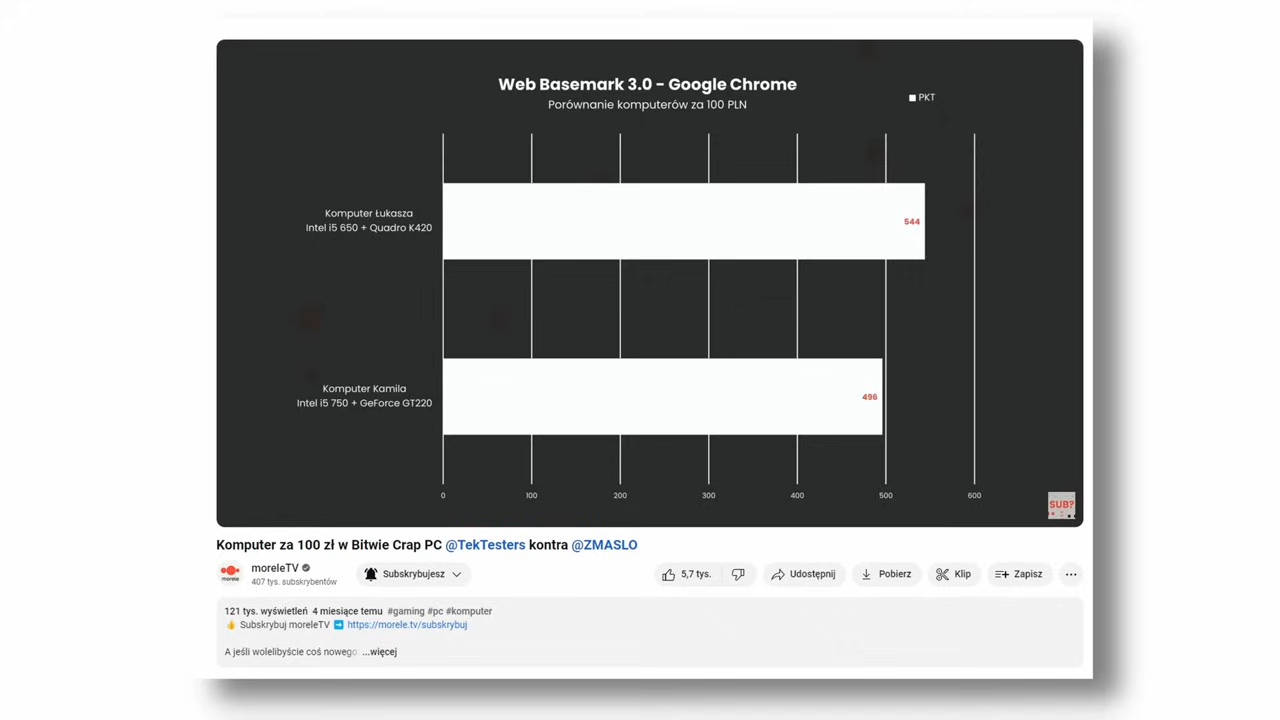 Web Basemark 3.0 - Google Chrome
Porównanie komputerów za 100 PLN
PKT
Komputer Łukasza
Intel i5 650 + Quadro K420
544
Komputer Kamila
Intel i5 750 + GeForce GT220
496
0 100 200 300 400 500 600
SUB?
Komputer za 100 zł w Bitwie Crap PC @TekTesters kontra @ZMASLO
morele
moreleTV
407 tys. subskrybentów
Subskrybujesz
5,7 tys.
Udostępnij
Pobierz
Klip
Zapisz
121 tys. wyświetleń 4 miesiące temu #gaming #pc #komputer
👍 Subskrybuj moreleTV ➡️ https://morele.tv/subskrybuj
A jeśli wolelibyście coś nowego ...więcej